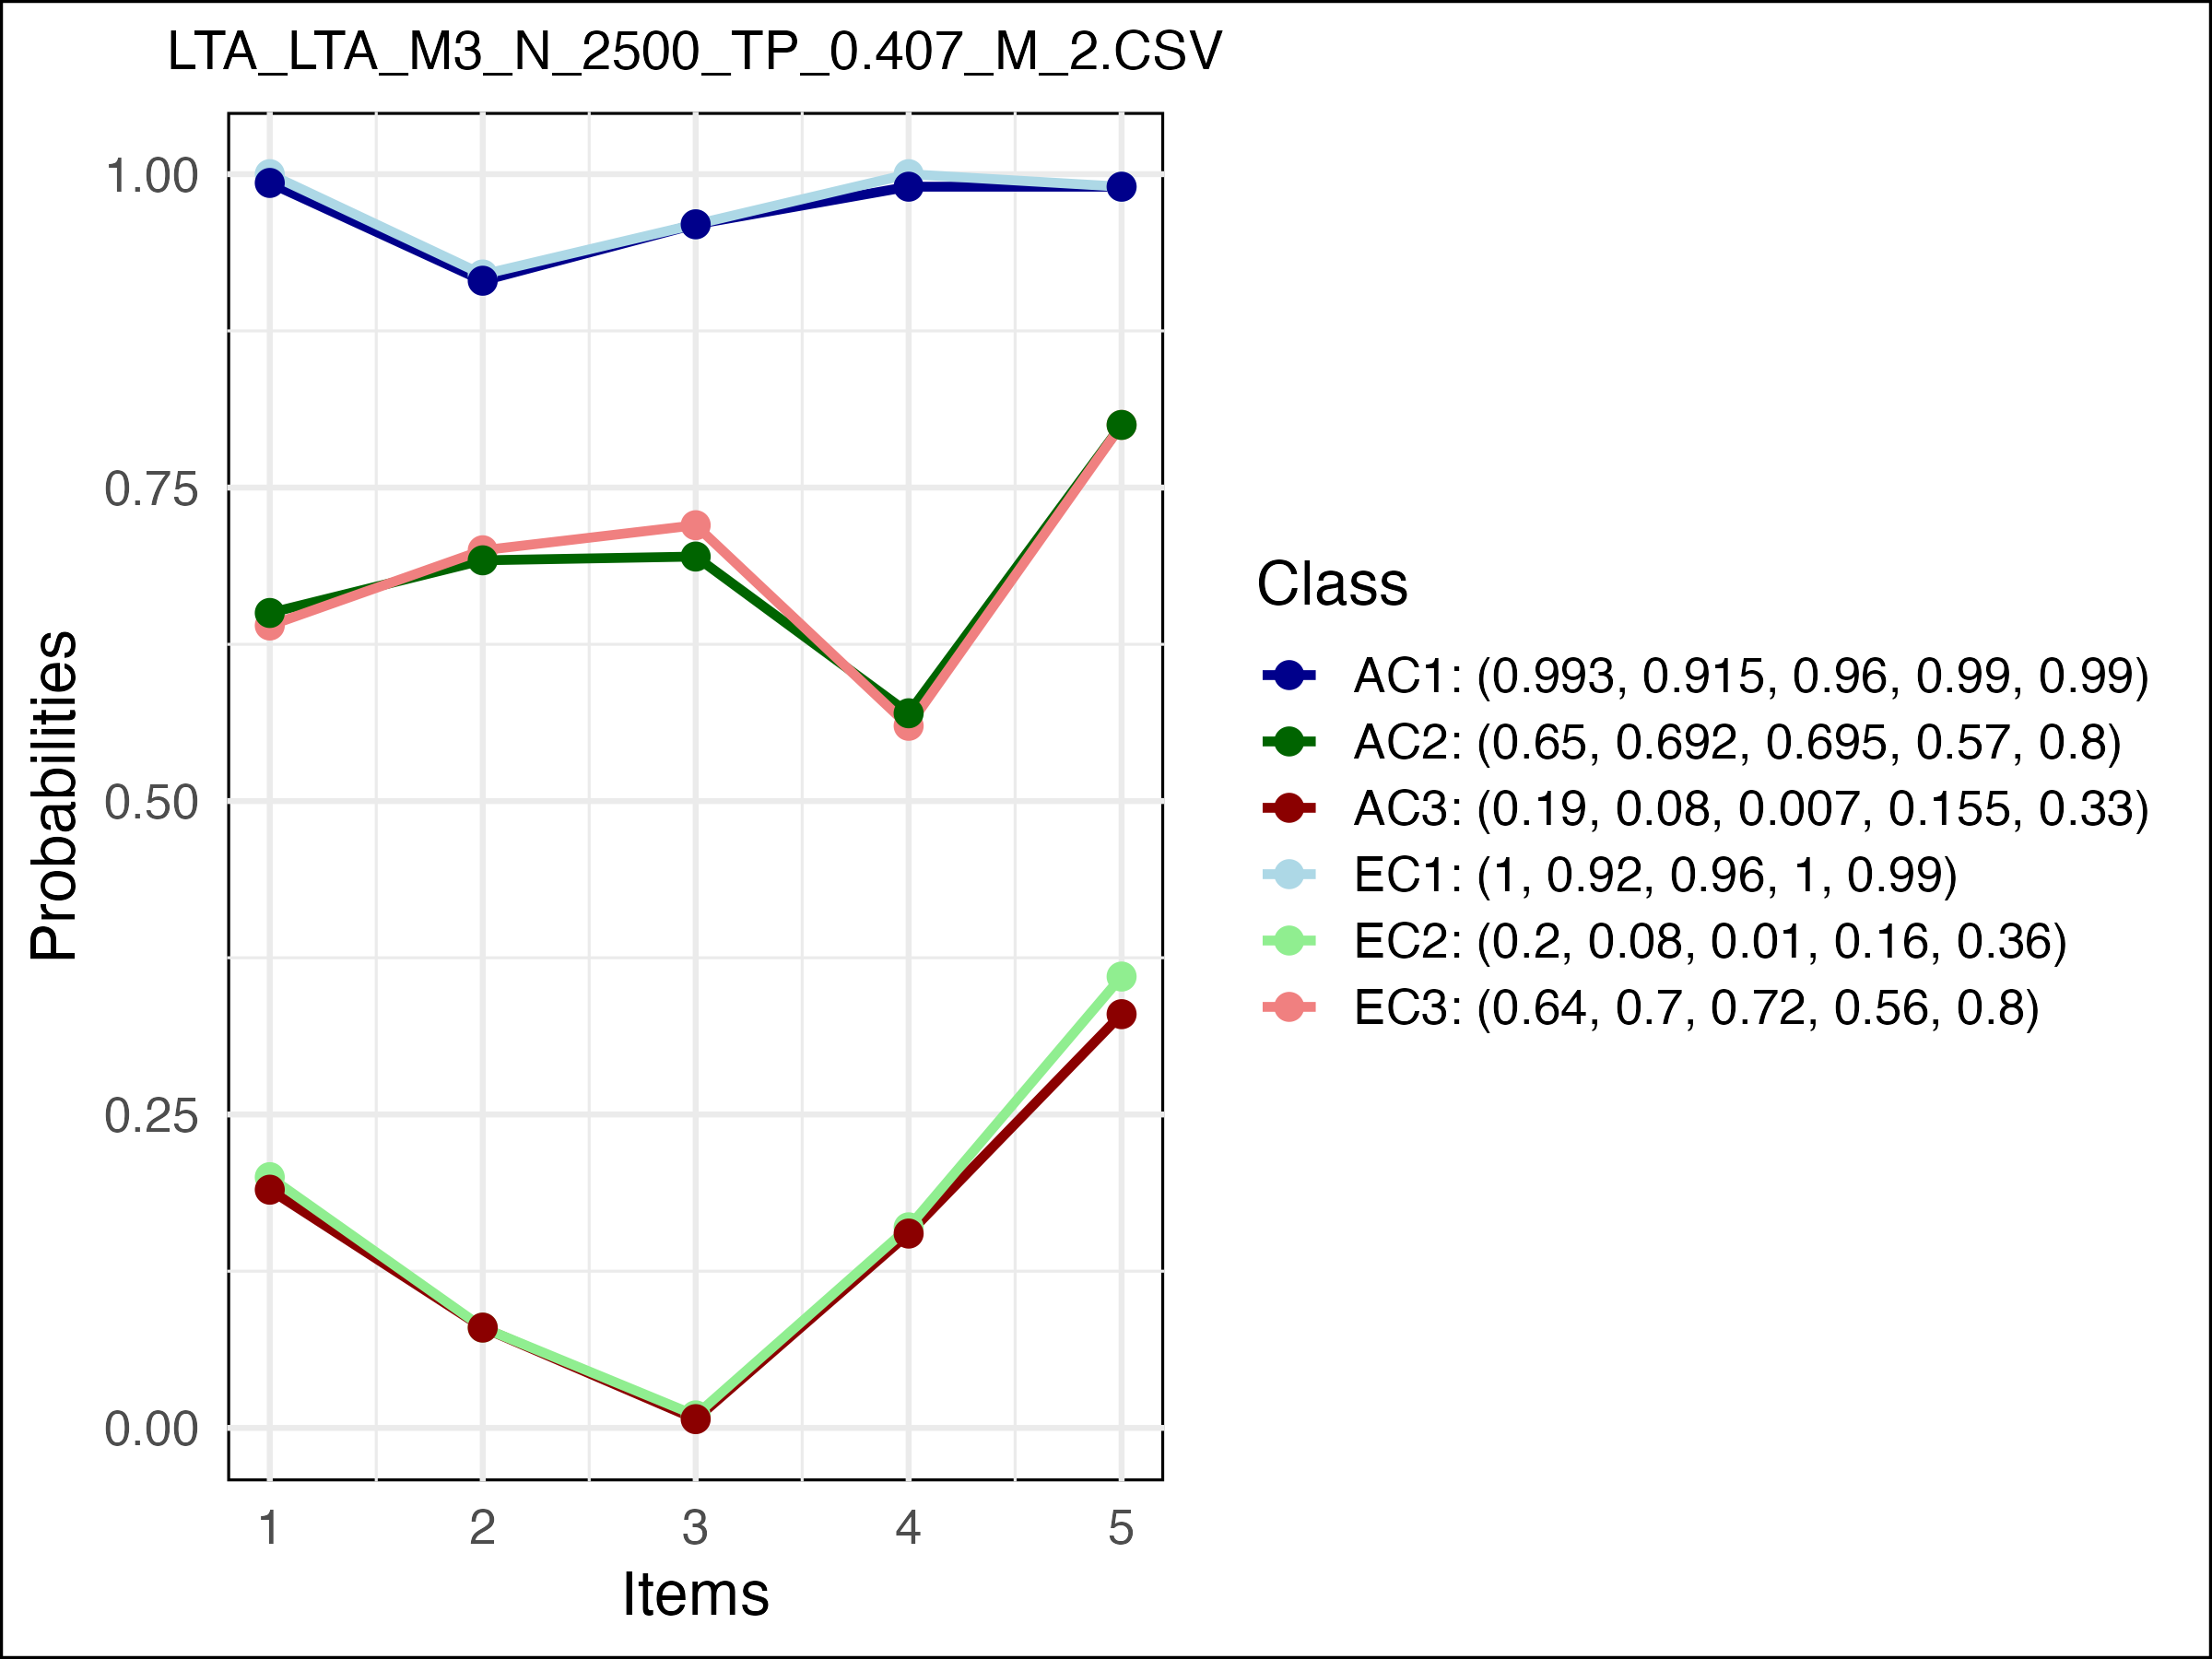 LTA_LTA_M3_N_2500_TP_0.407_M_2.CSV
1.00
0.75
0.50
0.25
0.00
Probabilities
1 2 3 4 5
Items
Class
AC1: (0.993, 0.915, 0.96, 0.99, 0.99)
AC2: (0.65, 0.692, 0.695, 0.57, 0.8)
AC3: (0.19, 0.08, 0.007, 0.155, 0.33)
EC1: (1, 0.92, 0.96, 1, 0.99)
EC2: (0.2, 0.08, 0.01, 0.16, 0.36)
EC3: (0.64, 0.7, 0.72, 0.56, 0.8)